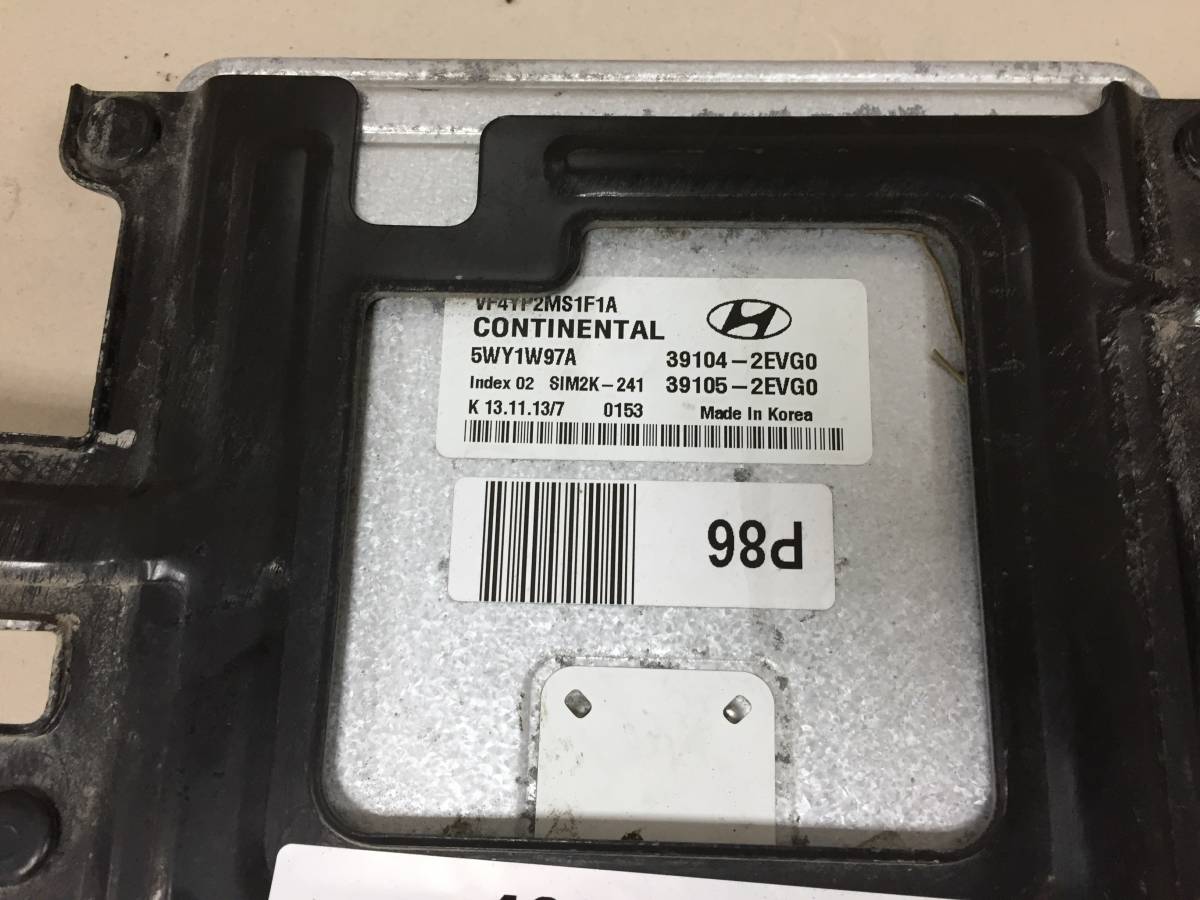 VF4YP2MS1F1A
CONTINENTAL
5WY1W97A 39104-2EVG0
Index 02 SIM2K-241 39105-2EVG0
K 13.11.13/7 0153 Made In Korea
P86